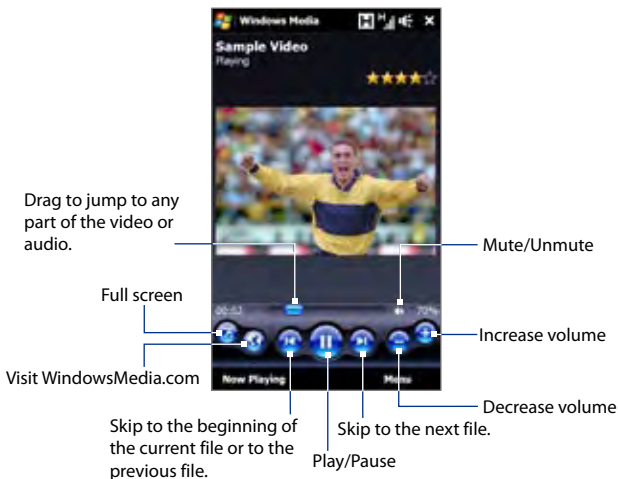 Windows Media
Sample Video
Playing
Drag to jump to any
part of the video or
audio.
Mute/Unmute
Full screen
00:02
70%
Increase volume
Visit WindowsMedia.com
Now Playing
Menu
Decrease volume
Skip to the beginning of
the current file or to the
previous file.
Skip to the next file.
Play/Pause